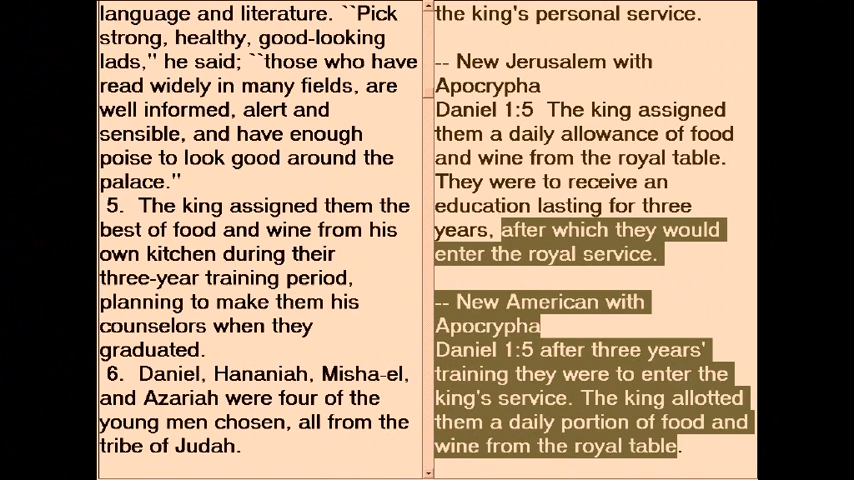 language and literature. ``Pick
strong, healthy, good-looking
lads,'' he said; ``those who have
read widely in many fields, are
well informed, alert and
sensible, and have enough
poise to look good around the
palace.''
5.  The king assigned them the
best of food and wine from his
own kitchen during their
three-year training period,
planning to make them his
counselors when they
graduated.
6.  Daniel, Hananiah, Misha-el,
and Azariah were four of the
young men chosen, all from the
tribe of Judah.
the king's personal service.
-- New Jerusalem with
Apocrypha
Daniel 1:5  The king assigned
them a daily allowance of food
and wine from the royal table.
They were to receive an
education lasting for three
years, after which they would
enter the royal service.
-- New American with
Apocrypha
Daniel 1:5 after three years'
training they were to enter the
king's service. The king allotted
them a daily portion of food and
wine from the royal table.